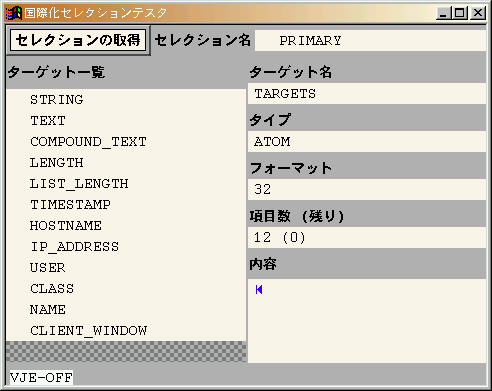 国際化セレクションテスタ
セレクションの取得 セレクション名 PRIMARY
ターゲット一覧
STRING
TEXT
COMPOUND_TEXT
LENGTH
LIST_LENGTH
TIMESTAMP
HOSTNAME
IP_ADDRESS
USER
CLASS
NAME
CLIENT_WINDOW
ターゲット名
TARGETS
タイプ
ATOM
フォーマット
32
項目数 (残り)
12 (0)
内容
VJE-OFF